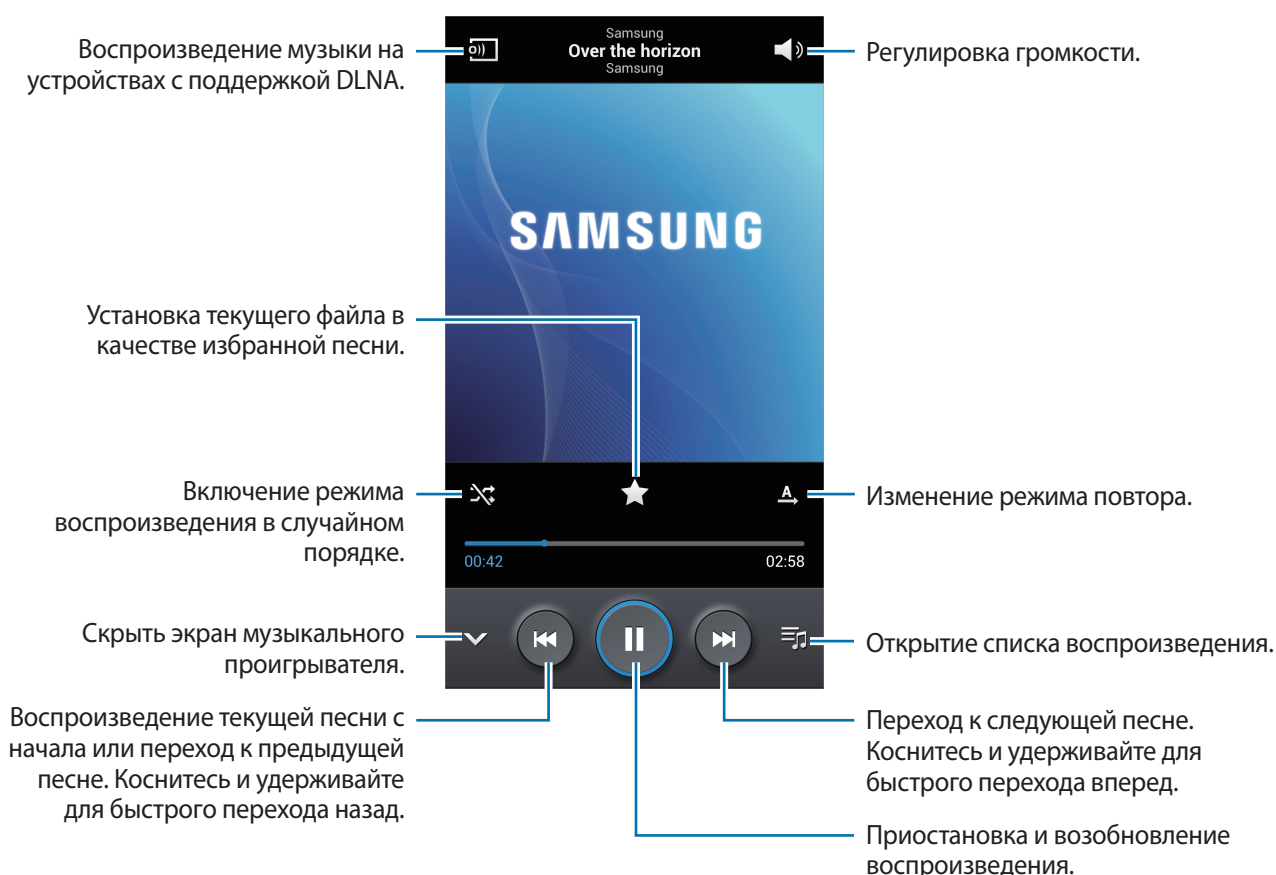 Воспроизведение музыки на
устройствах с поддержкой DLNA.
Samsung
Over the horizon
Samsung
Регулировка громкости.
SAMSUNG
Установка текущего файла в
качестве избранной песни.
Включение режима
воспроизведения в случайном
порядке.
A
Изменение режима повтора.
00:42
02:58
Скрыть экран музыкального
проигрывателя.
Открытие списка воспроизведения.
Воспроизведение текущей песни с
начала или переход к предыдущей
песне. Коснитесь и удерживайте
для быстрого перехода назад.
Переход к следующей песне.
Коснитесь и удерживайте для
быстрого перехода вперед.
Приостановка и возобновление
воспроизведения.